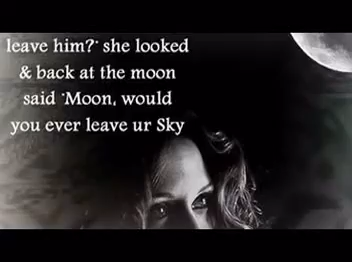 leave him?" she looked
& back at the moon
said "Moon, would
you ever leave ur Sky